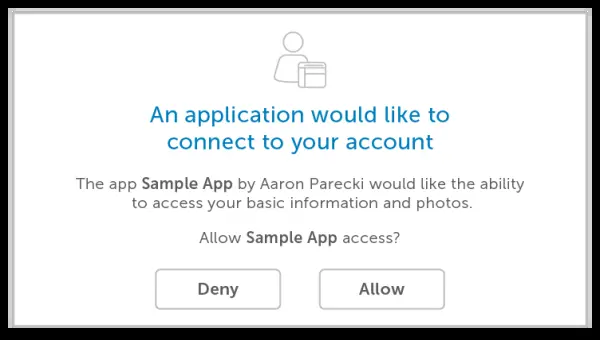 An application would like to
connect to your account
The app Sample App by Aaron Parecki would like the ability
to access your basic information and photos.
Allow Sample App access?
Deny
Allow